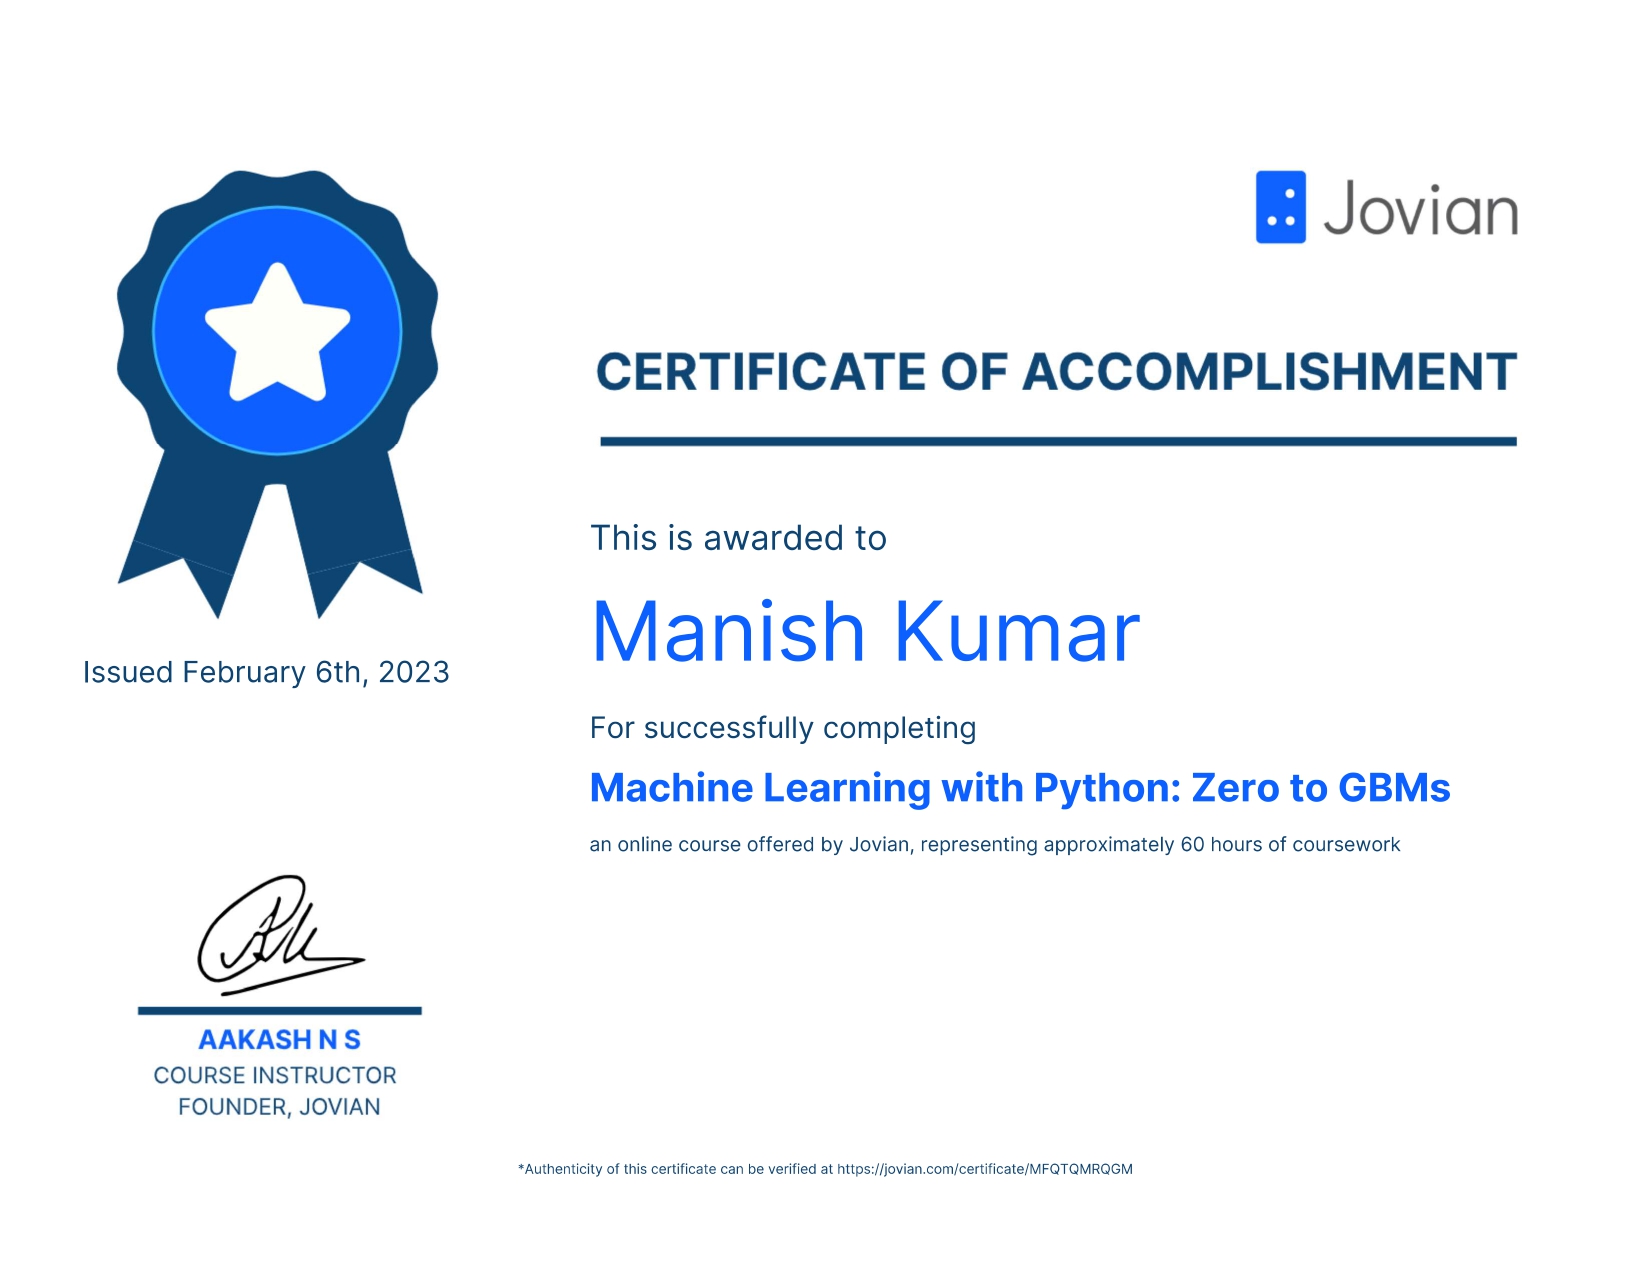 Jovian
CERTIFICATE OF ACCOMPLISHMENT
This is awarded to
Manish Kumar
Issued February 6th, 2023
For successfully completing
Machine Learning with Python: Zero to GBMs
an online course offered by Jovian, representing approximately 60 hours of coursework
AAKASH N S
COURSE INSTRUCTOR
FOUNDER, JOVIAN
*Authenticity of this certificate can be verified at https://jovian.com/certificate/MFQTQMRQGM